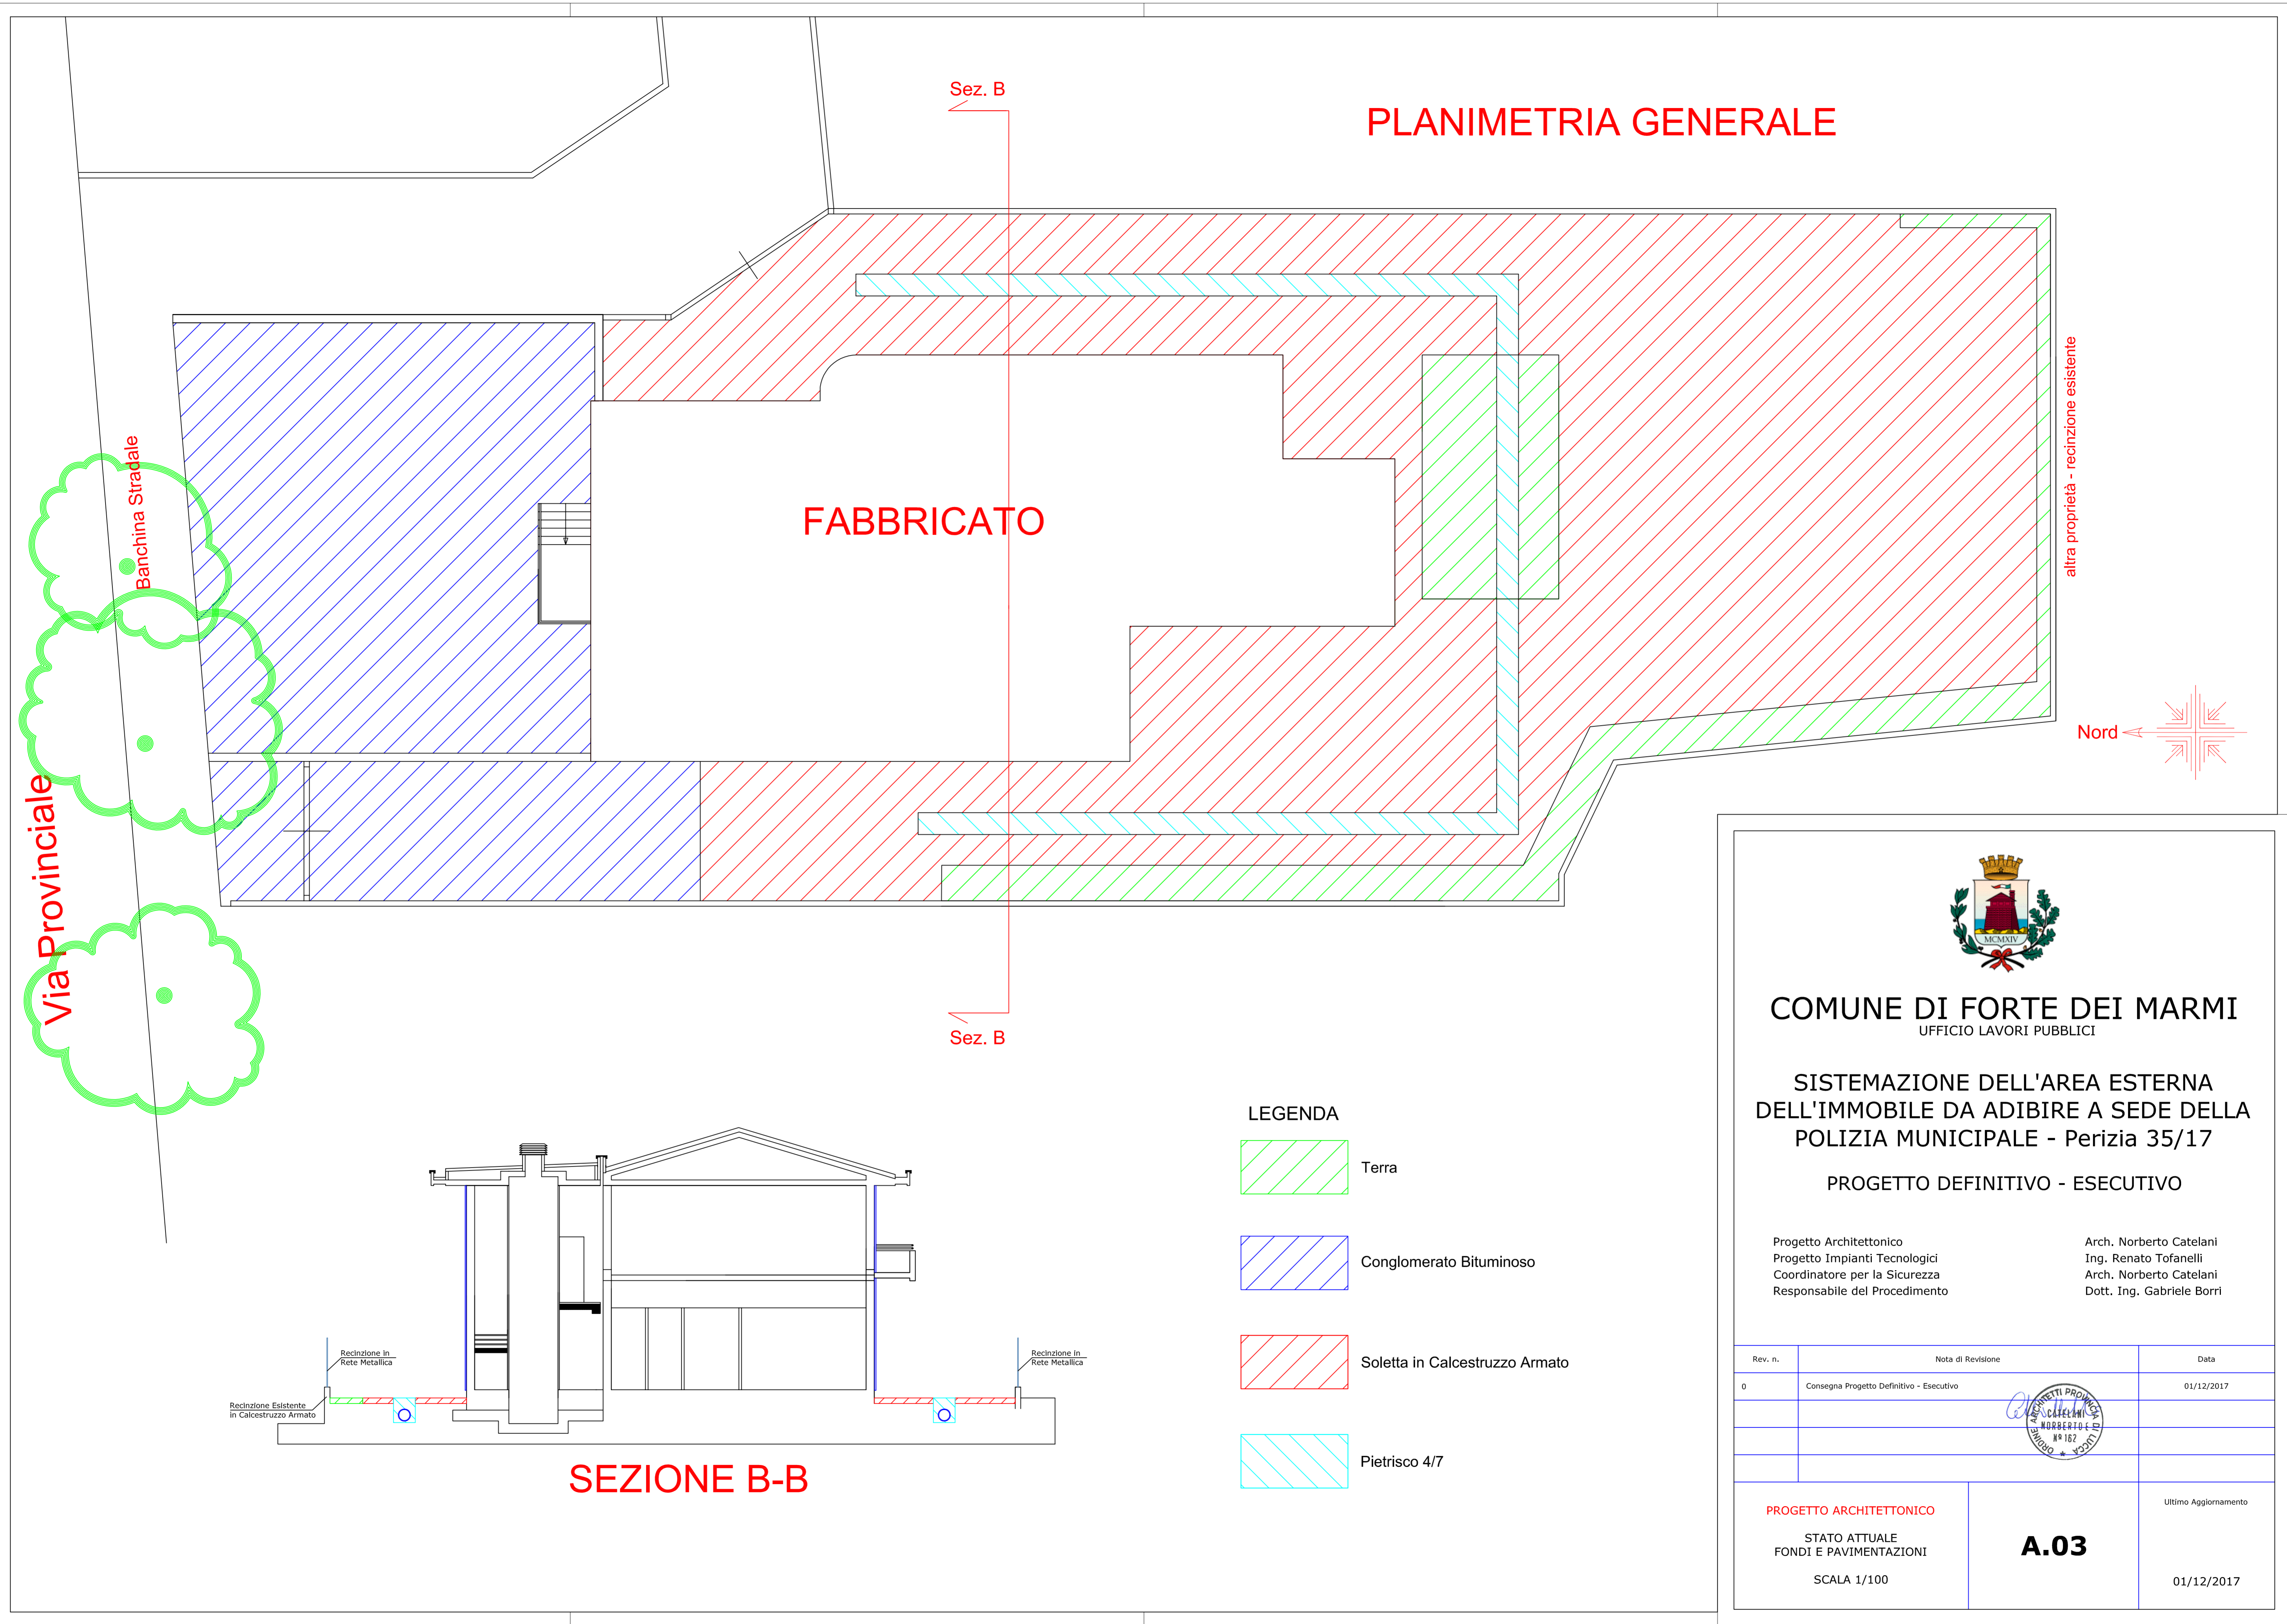 Sez. B
PLANIMETRIA GENERALE
Banchina Stradale
FABBRICATO
altra proprietà - recinzione esistente
Nord
Via Provinciale
Sez. B
LEGENDA
Terra
Conglomerato Bituminoso
Soletta in Calcestruzzo Armato
Pietrisco 4/7
Recinzione in
Rete Metallica
Recinzione Esistente
in Calcestruzzo Armato
Recinzione in
Rete Metallica
SEZIONE B-B
MCMXIV
COMUNE DI FORTE DEI MARMI
UFFICIO LAVORI PUBBLICI
SISTEMAZIONE DELL'AREA ESTERNA
DELL'IMMOBILE DA ADIBIRE A SEDE DELLA
POLIZIA MUNICIPALE - Perizia 35/17
PROGETTO DEFINITIVO - ESECUTIVO
Progetto Architettonico Arch. Norberto Catelani
Progetto Impianti Tecnologici Ing. Renato Tofanelli
Coordinatore per la Sicurezza Arch. Norberto Catelani
Responsabile del Procedimento Dott. Ing. Gabriele Borri
Rev. n. Nota di Revisione Data
0 Consegna Progetto Definitivo - Esecutivo 01/12/2017
ORDINE ARCHITETTI PROVINCIA DI LUCCA
CATELANI
NORBERTO E
Nº 162
PROGETTO ARCHITETTONICO
STATO ATTUALE
FONDI E PAVIMENTAZIONI
SCALA 1/100
A.03
Ultimo Aggiornamento
01/12/2017